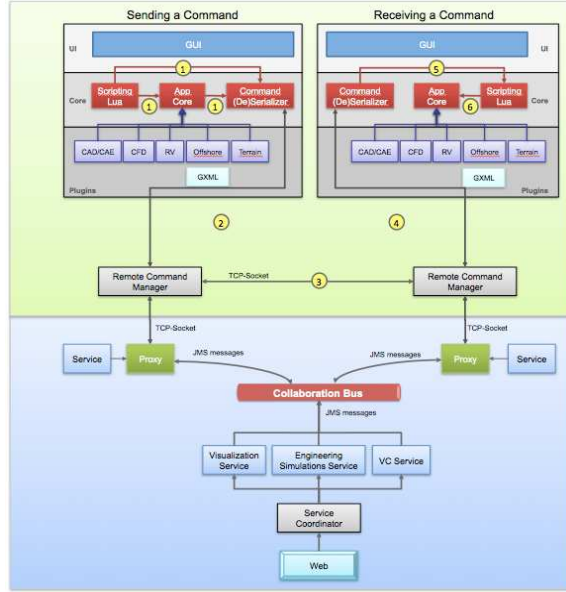 Sending a Command
Receiving a Command
GUI
UI
GUI
UI
1
5
Scripting
Lua
1
App
Core
1
Command
(De)Serializer
Core
Command
(De)Serializer
App
Core
6
Scripting
Lua
Core
CAD/CAE
CFD
RV
Offshore
Terrain
CAD/CAE
CFD
RV
Offshore
Terrain
GXML
Plugins
GXML
Plugins
2
4
Remote Command
Manager
TCP-Socket
3
Remote Command
Manager
TCP-Socket
TCP-Socket
Service
Proxy
JMS messages
JMS messages
Proxy
Service
Collaboration Bus
JMS messages
Visualization
Service
Engineering
Simulations Service
VC Service
Service
Coordinator
Web